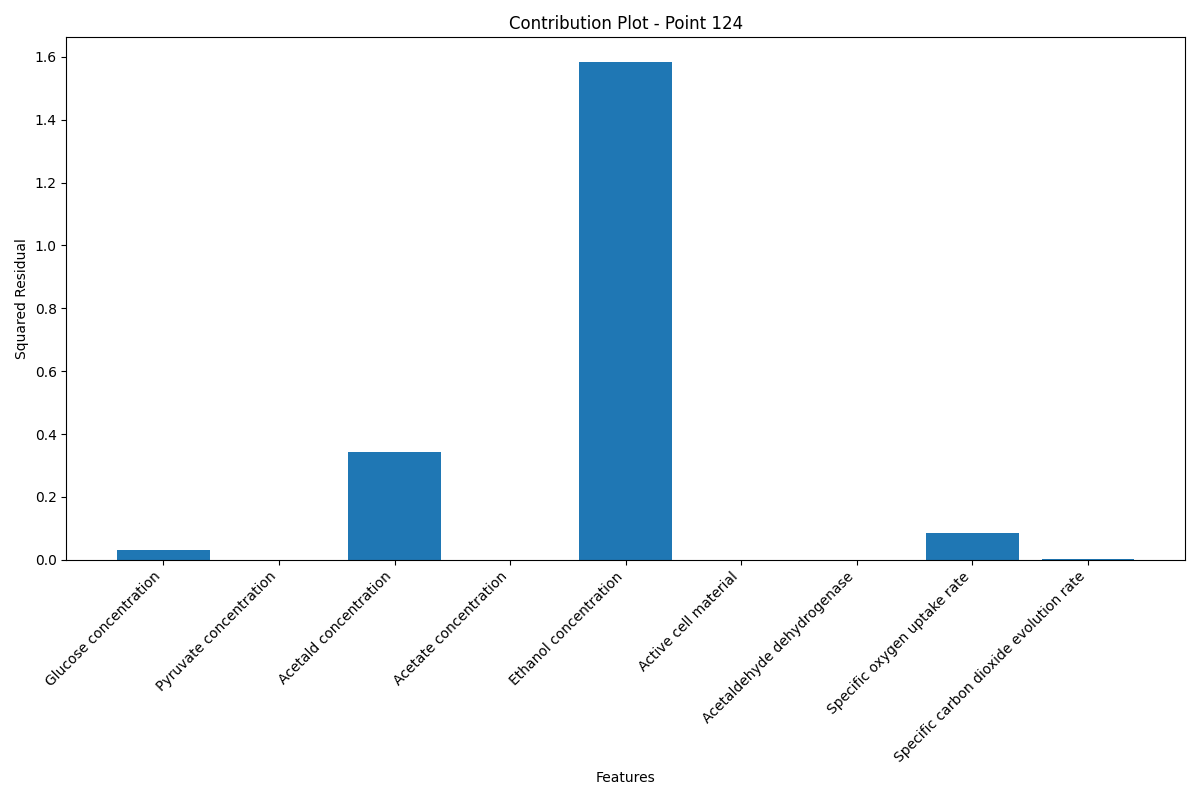 Contribution Plot - Point 124
Squared Residual
1.6
1.4
1.2
1.0
0.8
0.6
0.4
0.2
0.0
Glucose concentration
Pyruvate concentration
Acetald concentration
Acetate concentration
Ethanol concentration
Active cell material
Acetaldehyde dehydrogenase
Specific oxygen uptake rate
Specific carbon dioxide evolution rate
Features